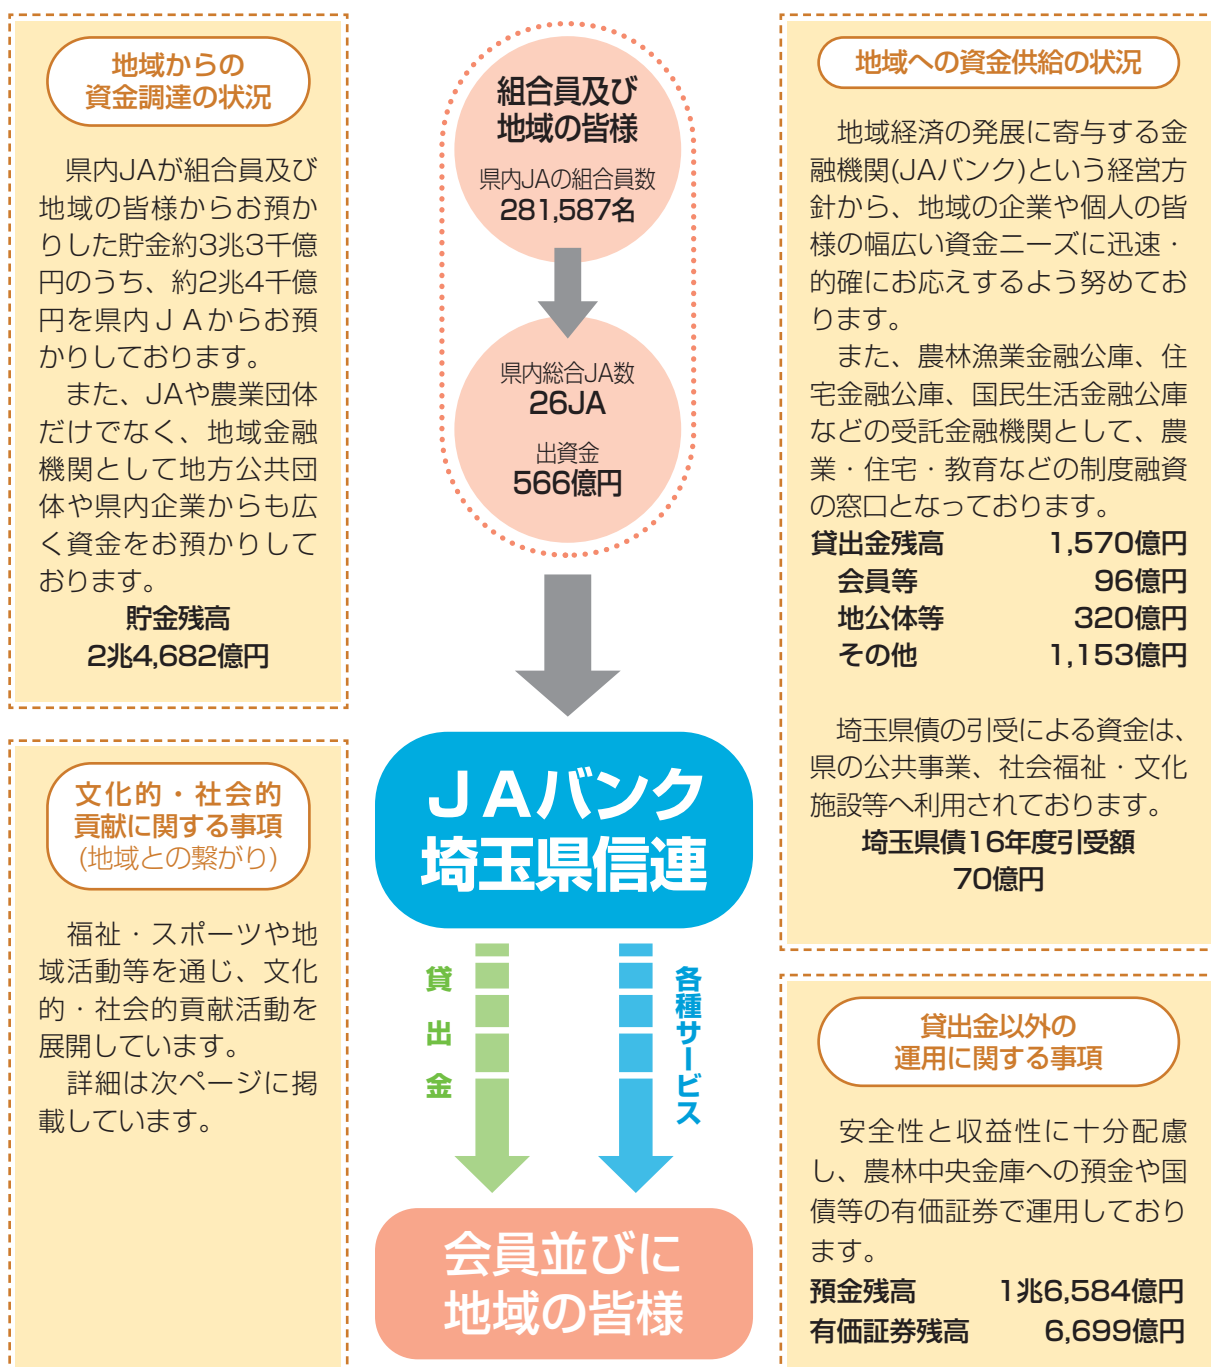 地域からの
資金調達の状況
県内JAが組合員及び
地域の皆様からお預か
りした貯金約3兆3千億
円のうち、約2兆4千億
円を県内ＪＡからお預
かりしております。
また、JAや農業団体
だけでなく、地域金融
機関として地方公共団
体や県内企業からも広
く資金をお預かりして
おります。
貯金残高
2兆4,682億円
文化的・社会的
貢献に関する事項
(地域との繋がり)
福祉・スポーツや地
域活動等を通じ、文化
的・社会的貢献活動を
展開しています。
詳細は次ページに掲
載しています。
組合員及び
地域の皆様
県内JAの組合員数
281,587名
県内総合JA数
26JA
出資金
566億円
ＪＡバンク
埼玉県信連
貸出金
各種サービス
会員並びに
地域の皆様
地域への資金供給の状況
地域経済の発展に寄与する金
融機関(JAバンク)という経営方
針から、地域の企業や個人の皆
様の幅広い資金ニーズに迅速・
的確にお応えするよう努めてお
ります。
また、農林漁業金融公庫、住
宅金融公庫、国民生活金融公庫
などの受託金融機関として、農
業・住宅・教育などの制度融資
の窓口となっております。
貸出金残高 1,570億円
会員等 96億円
地公体等 320億円
その他 1,153億円
埼玉県債の引受による資金は、
県の公共事業、社会福祉・文化
施設等へ利用されております。
埼玉県債16年度引受額
70億円
貸出金以外の
運用に関する事項
安全性と収益性に十分配慮
し、農林中央金庫への預金や国
債等の有価証券で運用しており
ます。
預金残高 1兆6,584億円
有価証券残高 6,699億円